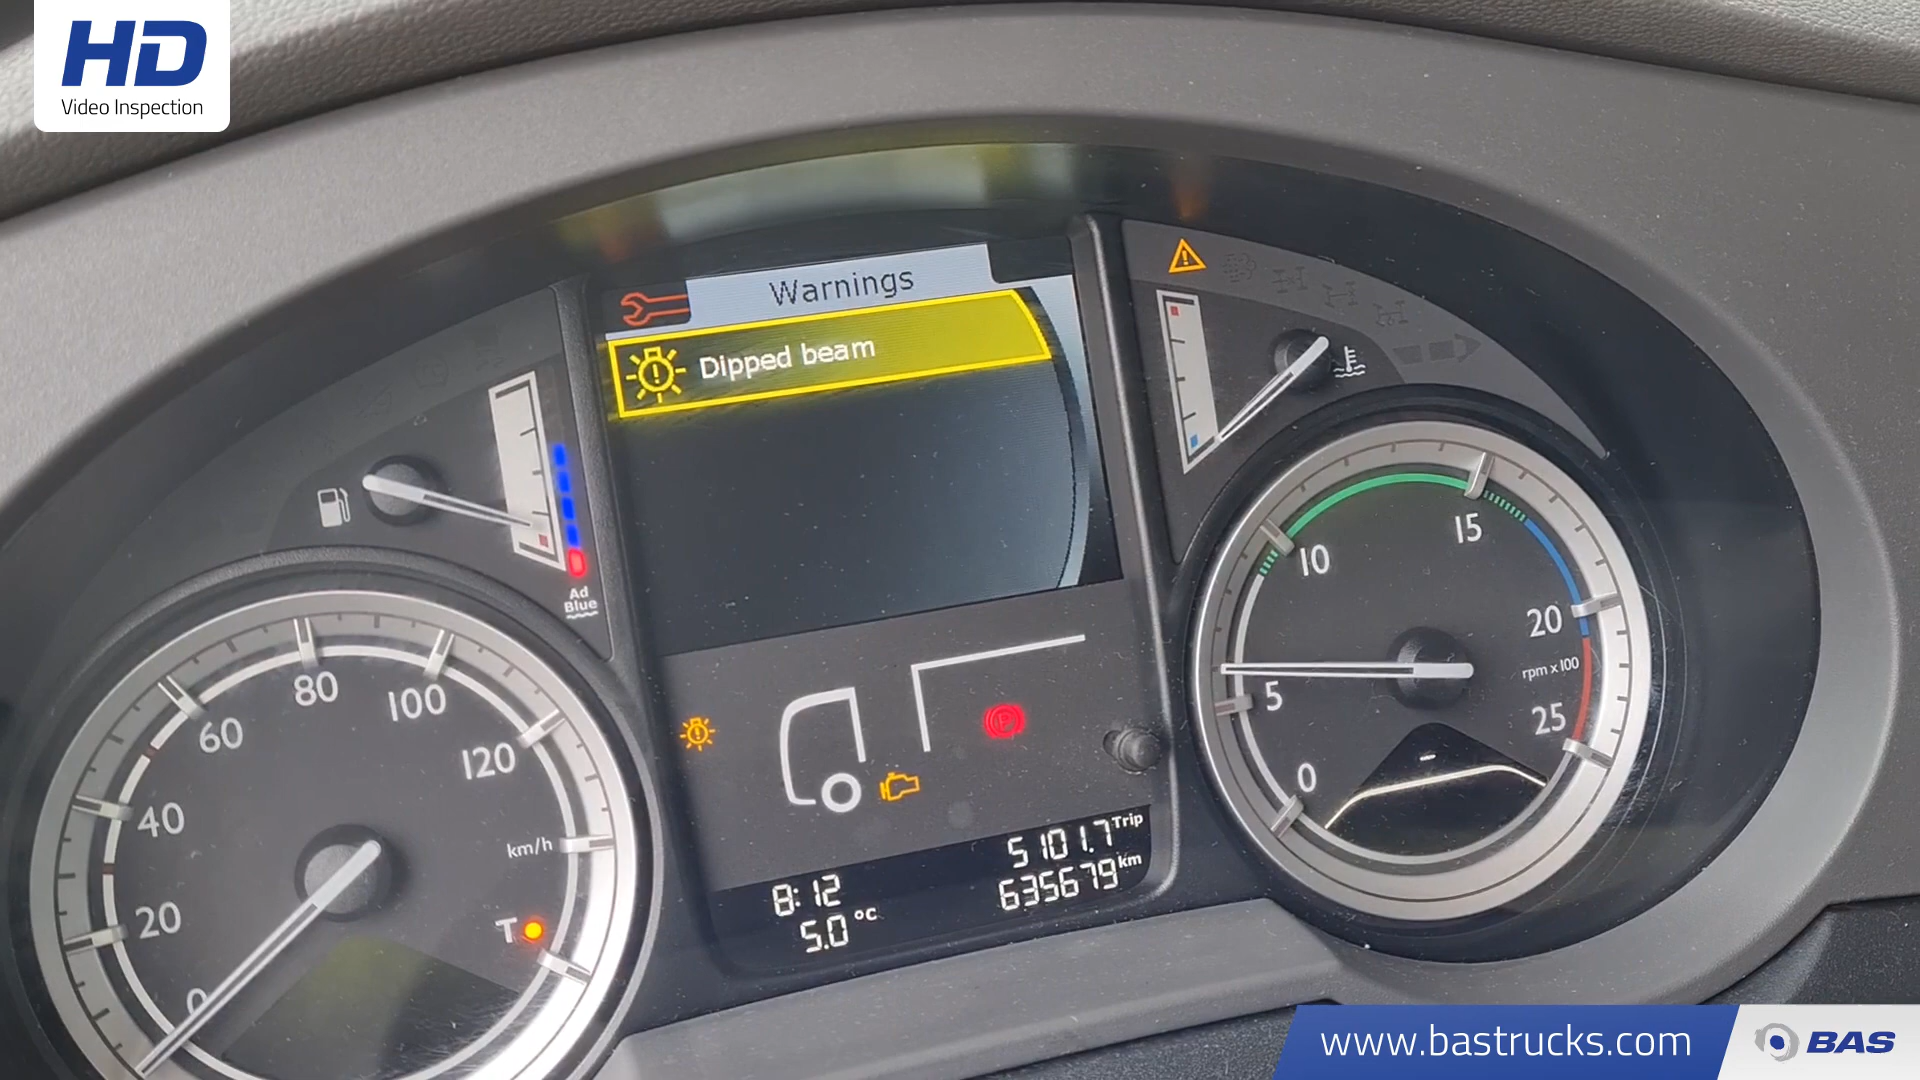 HD
Video Inspection
Warnings
Dipped beam
Ad
Blue
80
100
60
120
40
km/h
20
T
0
15
10
20
rpm x 100
5
25
0
P
5101.7 Trip
8:12
635679 km
5.0 °C
www.bastrucks.com
BAS